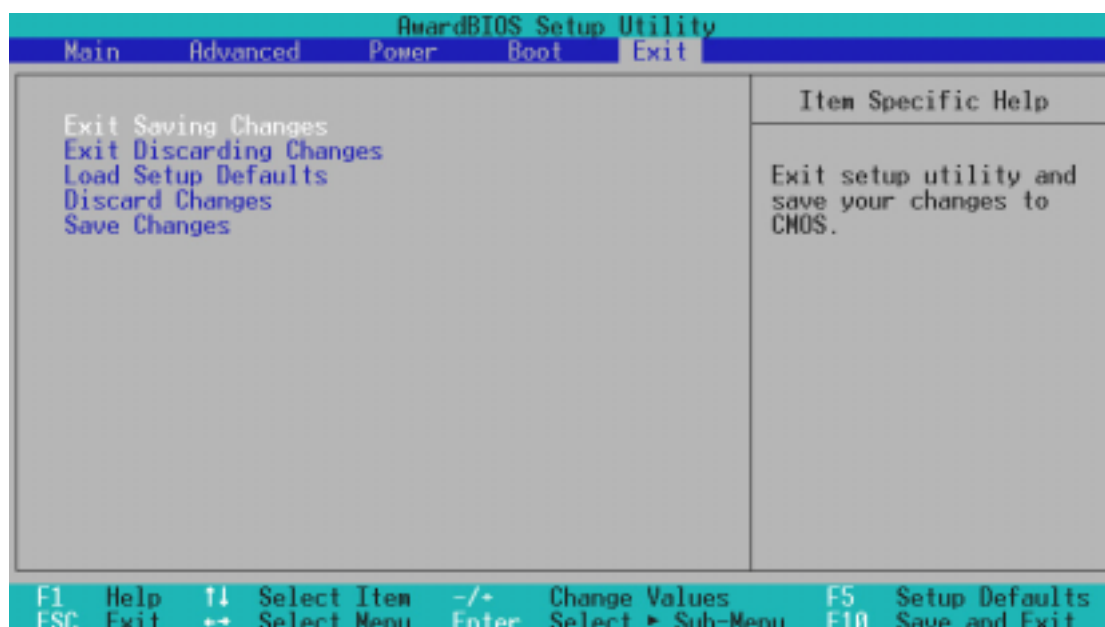 AwardBIOS Setup Utility
Main Advanced Power Boot Exit
Item Specific Help
Exit Saving Changes
Exit Discarding Changes
Load Setup Defaults
Discard Changes
Save Changes
Exit setup utility and
save your changes to
CMOS.
F1 Help ↑↓ Select Item -/+ Change Values F5 Setup Defaults
ESC Exit ←→ Select Menu Enter Select ► Sub-Menu F10 Save and Exit